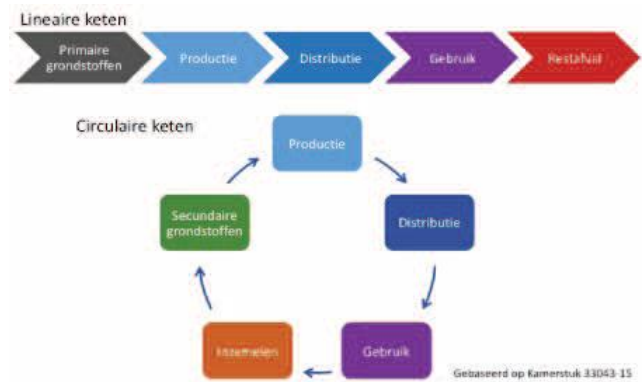 Lineaire keten
Primaire
grondstoffen
Productie
Distributie
Gebruik
Restafval
Circulaire keten
Productie
Distributie
Gebruik
Inzamelen
Secundaire
grondstoffen
Gebaseerd op Kamerstuk 33043-15